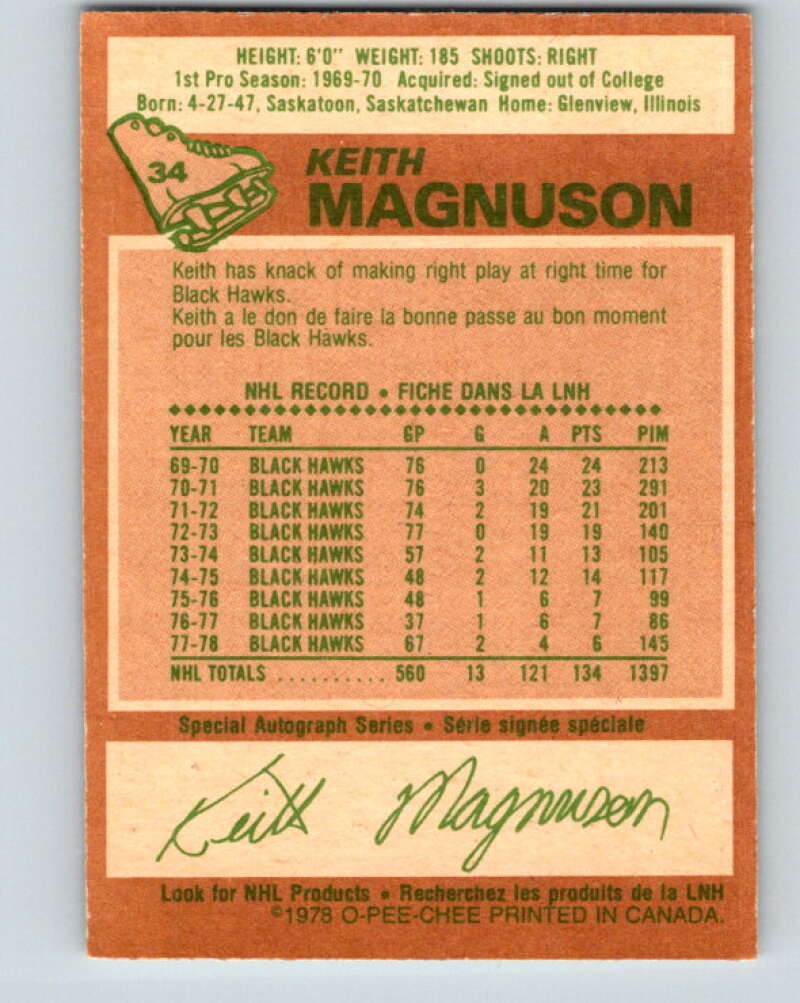 HEIGHT: 6'0" WEIGHT: 185 SHOOTS: RIGHT
1st Pro Season: 1969-70 Acquired: Signed out of College
Born: 4-27-47, Saskatoon, Saskatchewan Home: Glenview, Illinois
34
KEITH
MAGNUSON
Keith has knack of making right play at right time for
Black Hawks.
Keith a le don de faire la bonne passe au bon moment
pour les Black Hawks.
NHL RECORD • FICHE DANS LA LNH
YEAR TEAM GP G A PTS PIM
69-70 BLACK HAWKS 76 0 24 24 213
70-71 BLACK HAWKS 76 3 20 23 291
71-72 BLACK HAWKS 74 2 19 21 201
72-73 BLACK HAWKS 77 0 19 19 140
73-74 BLACK HAWKS 57 2 11 13 105
74-75 BLACK HAWKS 48 2 12 14 117
75-76 BLACK HAWKS 48 1 6 7 99
76-77 BLACK HAWKS 37 1 6 7 86
77-78 BLACK HAWKS 67 2 4 6 145
NHL TOTALS .......... 560 13 121 134 1397
Special Autograph Series • Série signée spéciale
Keith Magnuson
Look for NHL Products • Recherchez les produits de la LNH
©1978 O-PEE-CHEE PRINTED IN CANADA.